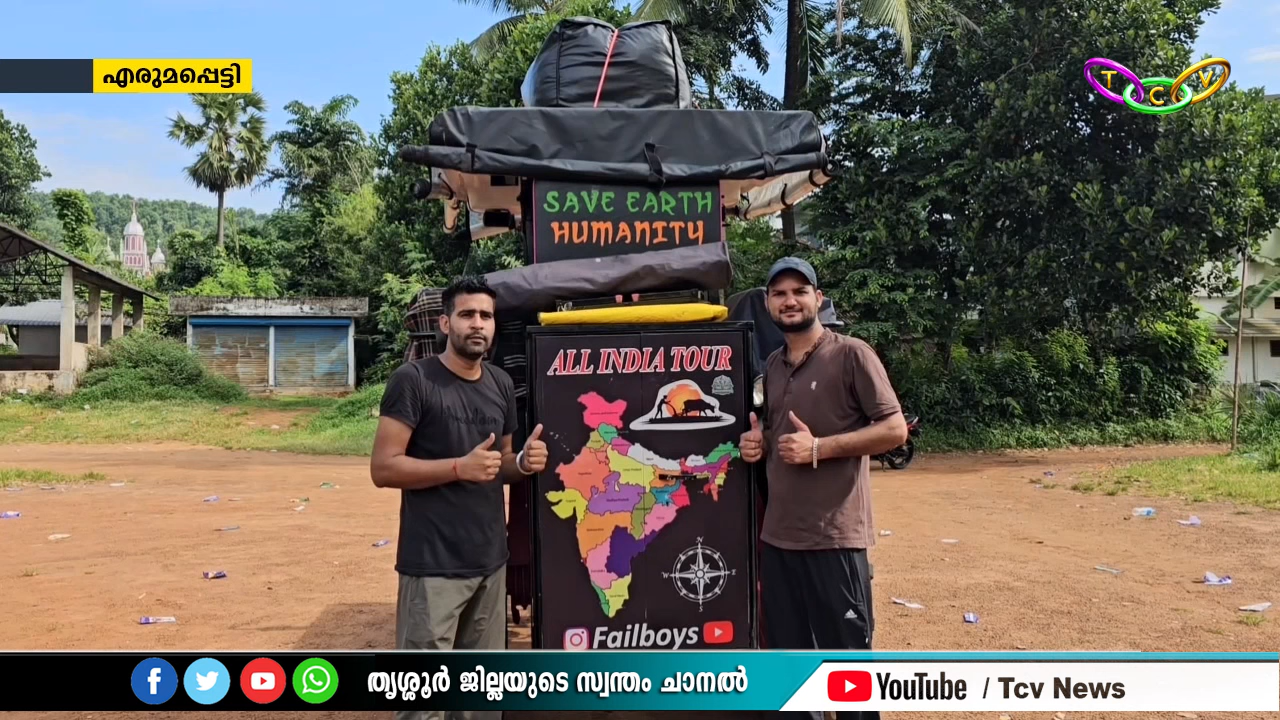 എരുമപ്പെട്ടി
TCV
SAVE EARTH
HUMANITY
ALL INDIA TOUR
N
W E
S
Failboys
തൃശ്ശൂർ ജില്ലയുടെ സ്വന്തം ചാനൽ
YouTube / Tcv News